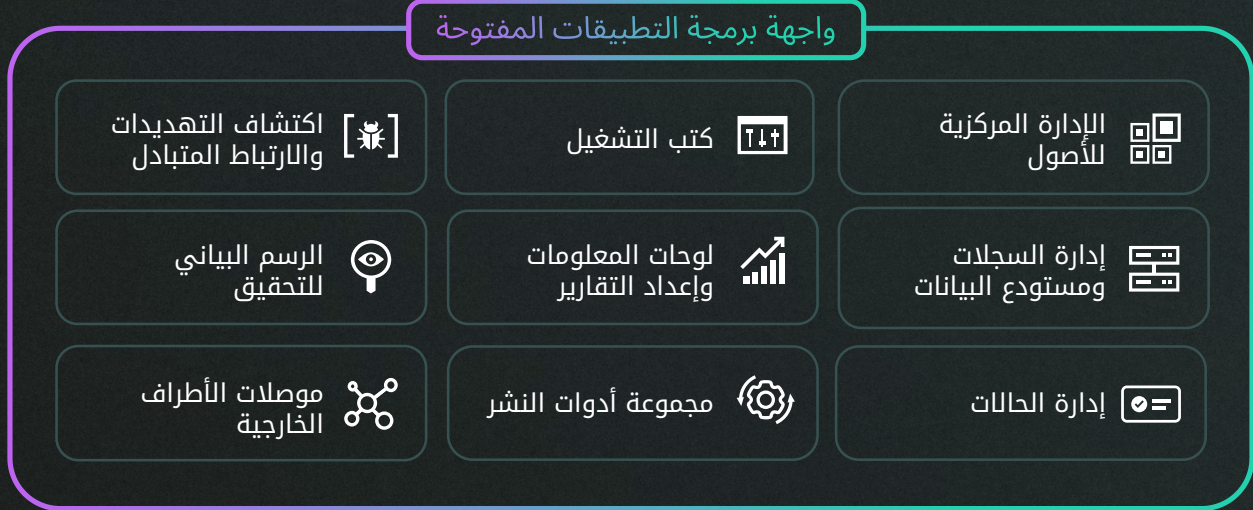 واجهة برمجة التطبيقات المفتوحة
الإدارة المركزية
للأصول
كتب التشغيل
اكتشاف التهديدات
والارتباط المتبادل
إدارة السجلات
ومستودع البيانات
لوحات المعلومات
وإعداد التقارير
الرسم البياني
للتحقيق
إدارة الحالات
مجموعة أدوات النشر
موصلات الأطراف
الخارجية